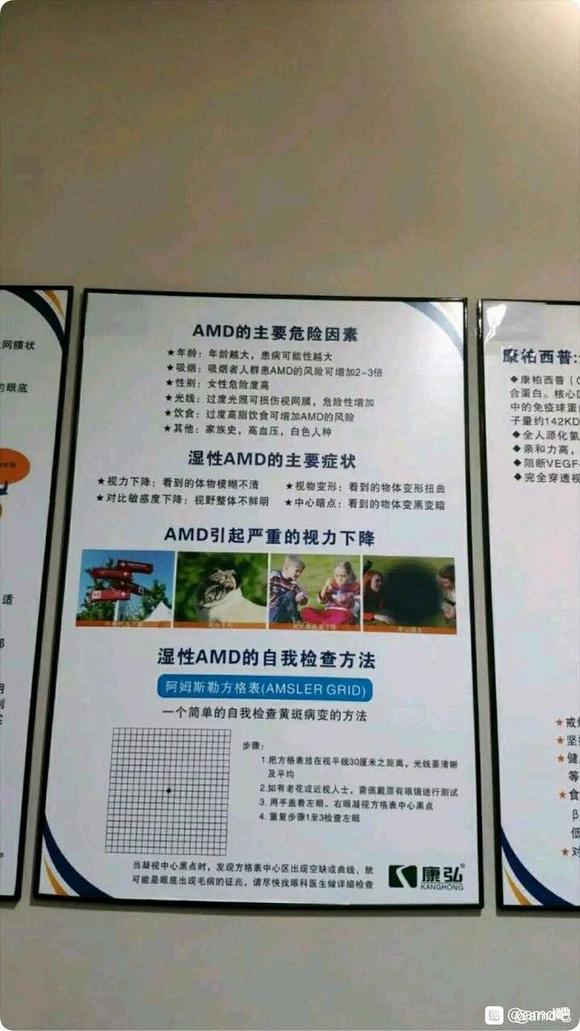 网膜状
的眼底
适
AMD的主要危险因素
★年龄：年龄越大，患病可能性越大
★吸烟：吸烟者人群患AMD的风险可增加2-3倍
★性别：女性危险度高
★光线：过度光照可损伤视网膜，危险性增加
★饮食：过度高脂饮食可增加AMD的风险
★其他：家族史，高血压，白色人种
湿性AMD的主要症状
★视力下降：看到的体物模糊不清 ★视物变形：看到的物体变形扭曲
★对比敏感度下降：视野整体不鲜明 ★中心暗点：看到的物体变黑变暗
AMD引起严重的视力下降
湿性AMD的自我检查方法
阿姆斯勒方格表(AMSLER GRID)
一个简单的自我检查黄斑病变的方法
步骤：
1.把方格表放在视平线30厘米之距离，光线要清晰
及平均
2.如有老花或近视人士，需佩戴原有眼镜进行测试
3. 用手盖着左眼、右眼凝视方格表中心黑点
4. 重复步骤1至3检查左眼
当凝视中心黑点时，发现方格表中心区出现空缺或曲线，就
可能是眼底出现毛病的征兆，请尽快找眼科医生做详细检查
康弘®
KANGHONG
康柏西普:
◆康柏西普（
合蛋白。核心区
中的免疫球蛋
子量约142KD
◆全人源化氨
◆亲和力高，
◆阻断VEGF-
◆完全穿透视
★戒烟
★坚持
★健
等
★食
β
低
★对
贴 @amd吧